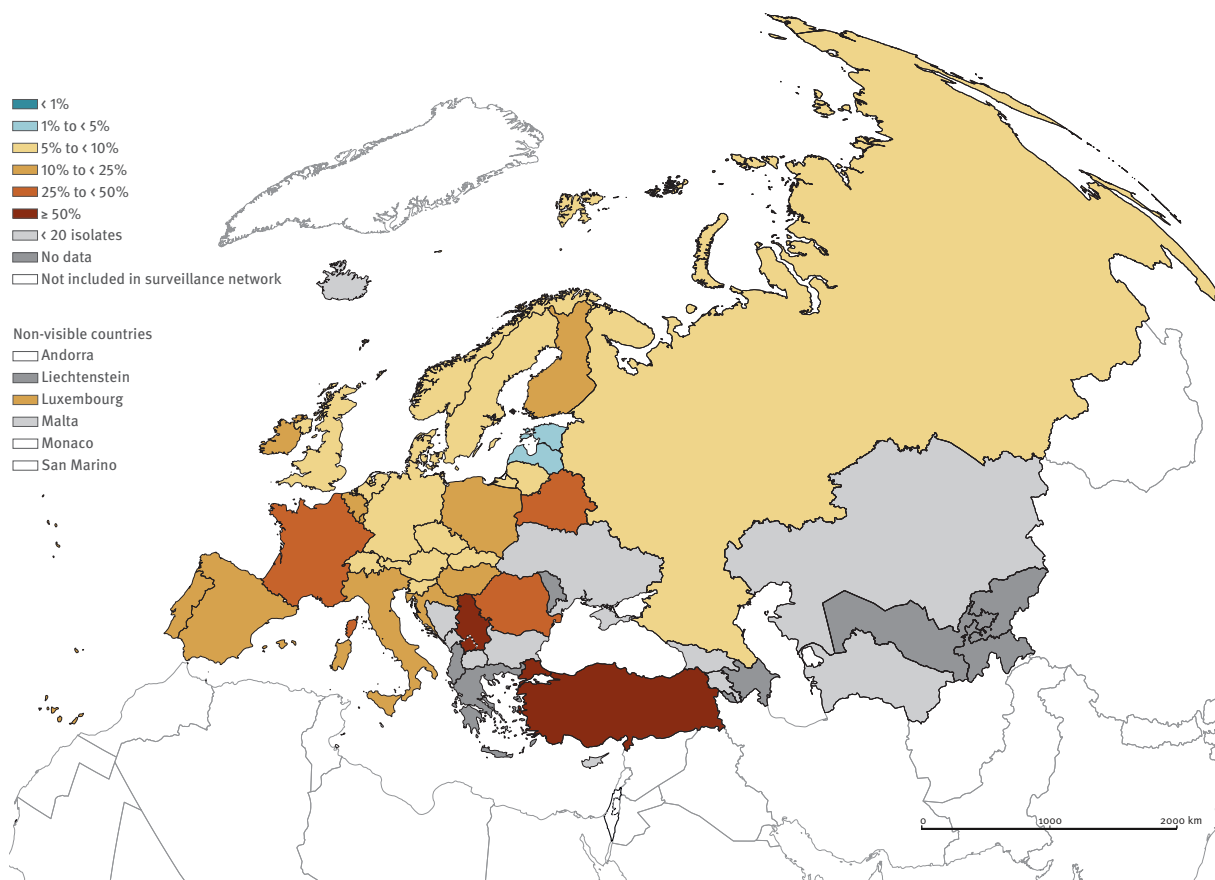 < 1%
1% to < 5%
5% to < 10%
10% to < 25%
25% to < 50%
≥ 50%
< 20 isolates
No data
Not included in surveillance network
Non-visible countries
Andorra
Liechtenstein
Luxembourg
Malta
Monaco
San Marino
0 1000 2000 km